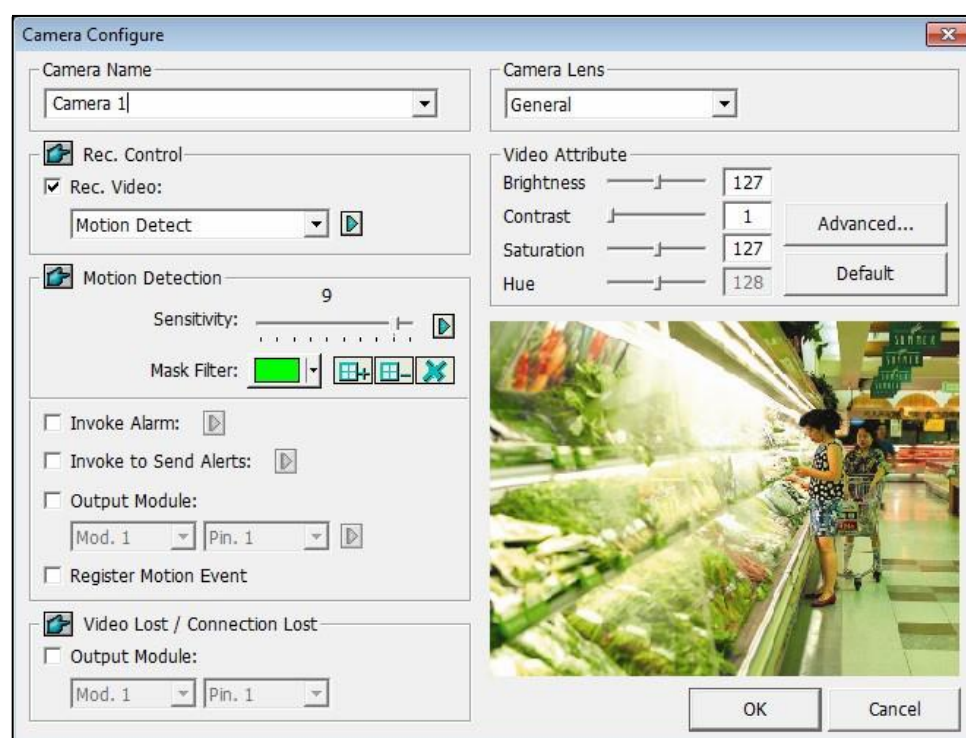 Camera Configure
Camera Name
Camera 1
Rec. Control
Rec. Video:
Motion Detect
Motion Detection
9
Sensitivity:
Mask Filter:
Invoke Alarm:
Invoke to Send Alerts:
Output Module:
Mod. 1 Pin. 1
Register Motion Event
Video Lost / Connection Lost
Output Module:
Mod. 1 Pin. 1
Camera Lens
General
Video Attribute
Brightness 127
Contrast 1
Saturation 127
Hue 128
Advanced...
Default
SUMMER
SUMMER
SUMMER
OK Cancel